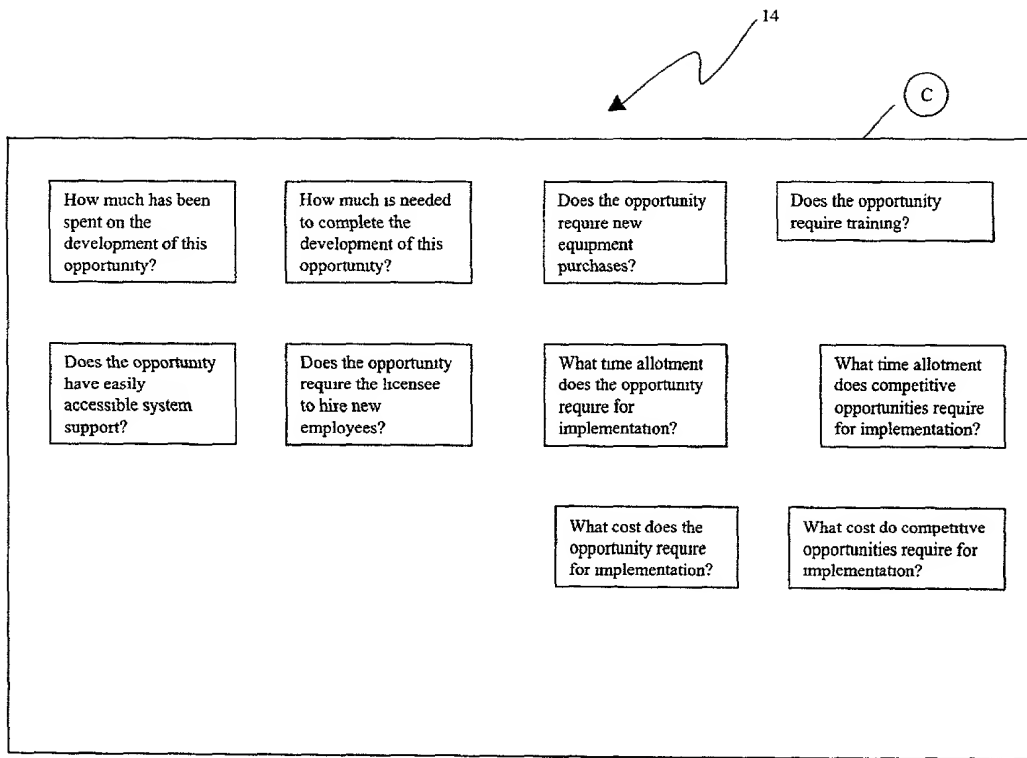 14
C
How much has been
spent on the
development of this
opportunity?
How much is needed
to complete the
development of this
opportunity?
Does the opportunity
require new
equipment
purchases?
Does the opportunity
require training?
Does the opportunity
have easily
accessible system
support?
Does the opportunity
require the licensee
to hire new
employees?
What time allotment
does the opportunity
require for
implementation?
What time allotment
does competitive
opportunities require
for implementation?
What cost does the
opportunity require
for implementation?
What cost do competitive
opportunities require for
implementation?